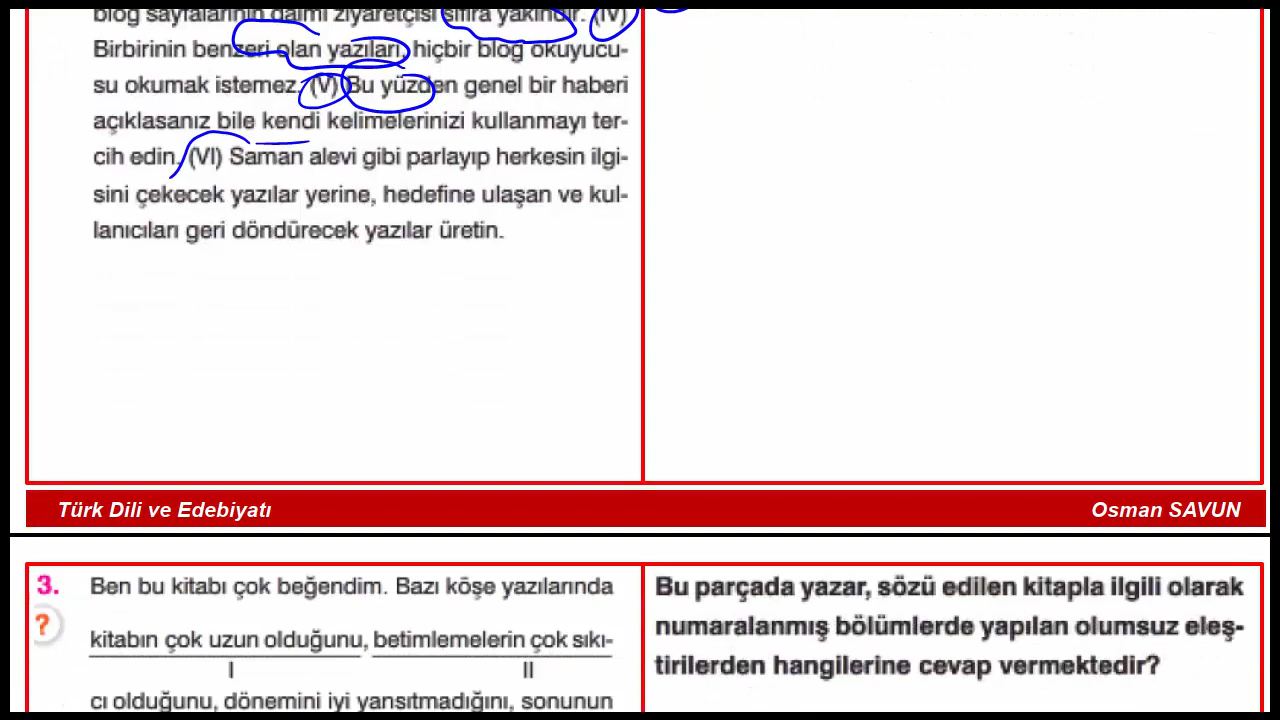 blog sayfalarının daimi ziyaretçisi sıfıra yakındır. (IV)
Birbirinin benzeri olan yazıları, hiçbir blog okuyucu-
su okumak istemez. (V) Bu yüzden genel bir haberi
açıklasanız bile kendi kelimelerinizi kullanmayı ter-
cih edin. (VI) Saman alevi gibi parlayıp herkesin ilgi-
sini çekecek yazılar yerine, hedefine ulaşan ve kul-
lanıcıları geri döndürecek yazılar üretin.
Türk Dili ve Edebiyatı
Osman SAVUN
3. Ben bu kitabı çok beğendim. Bazı köşe yazılarında
?
kitabın çok uzun olduğunu, betimlemelerin çok sıkı-
I II
cı olduğunu, dönemini iyi yansıtmadığını, sonunun
Bu parçada yazar, sözü edilen kitapla ilgili olarak
numaralanmış bölümlerde yapılan olumsuz eleş-
tirilerden hangilerine cevap vermektedir?